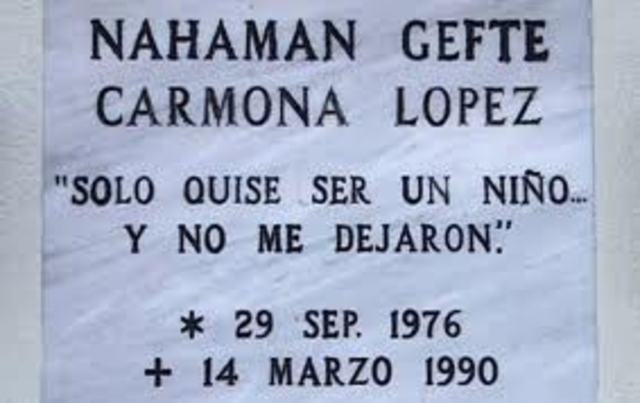 NAHAMAN GEFTE
CARMONA LOPEZ
"SOLO QUISE SER UN NIÑO...
Y NO ME DEJARON."
* 29 SEP. 1976
+ 14 MARZO 1990